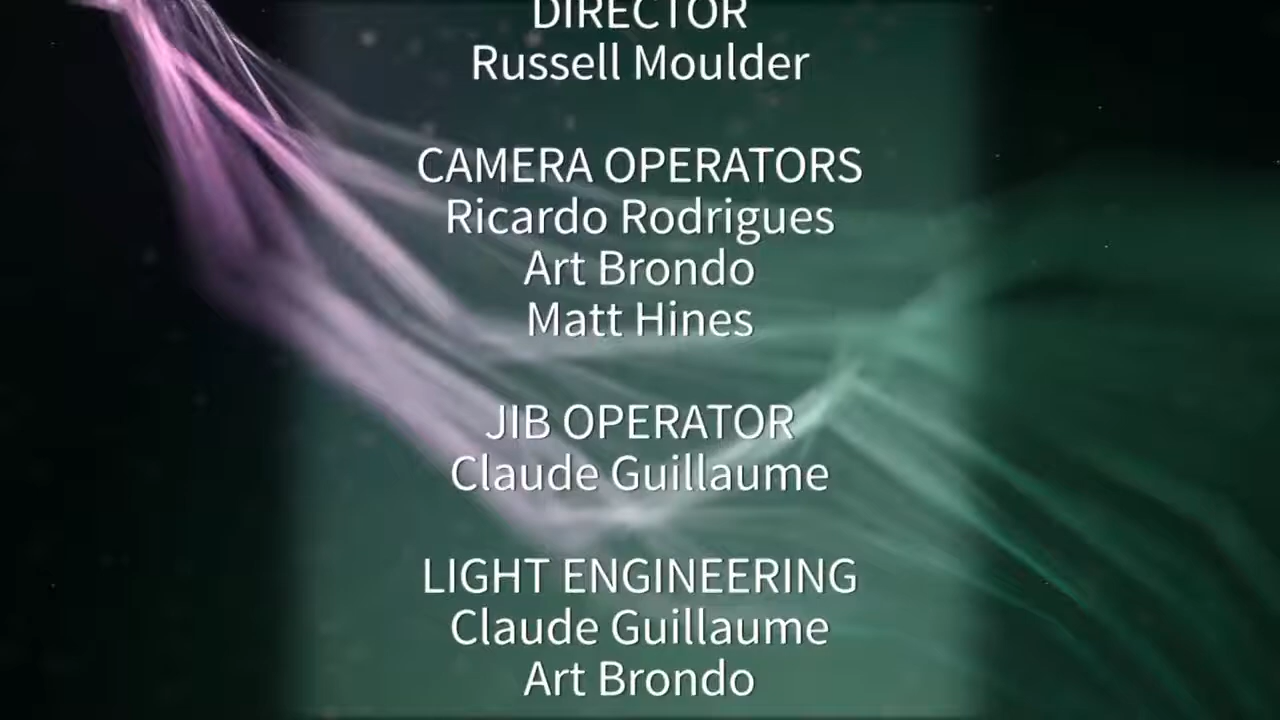 DIRECTOR
Russell Moulder
CAMERA OPERATORS
Ricardo Rodrigues
Art Brondo
Matt Hines
JIB OPERATOR
Claude Guillaume
LIGHT ENGINEERING
Claude Guillaume
Art Brondo